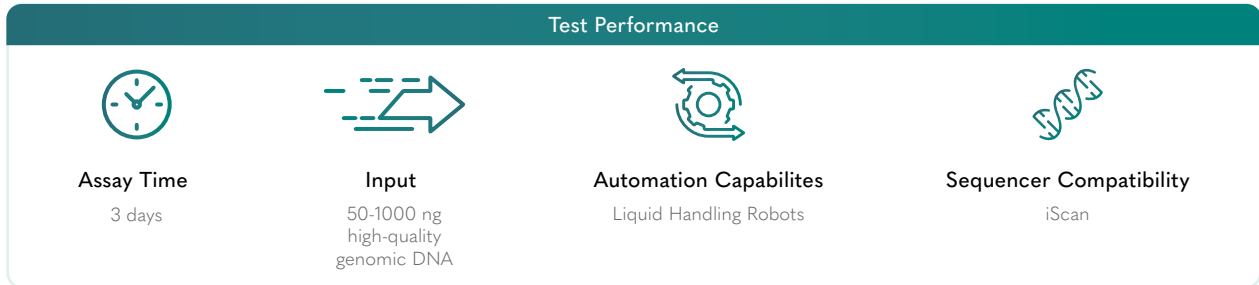 Test Performance
Assay Time
3 days
Input
50-1000 ng
high-quality
genomic DNA
Automation Capabilites
Liquid Handling Robots
Sequencer Compatibility
iScan